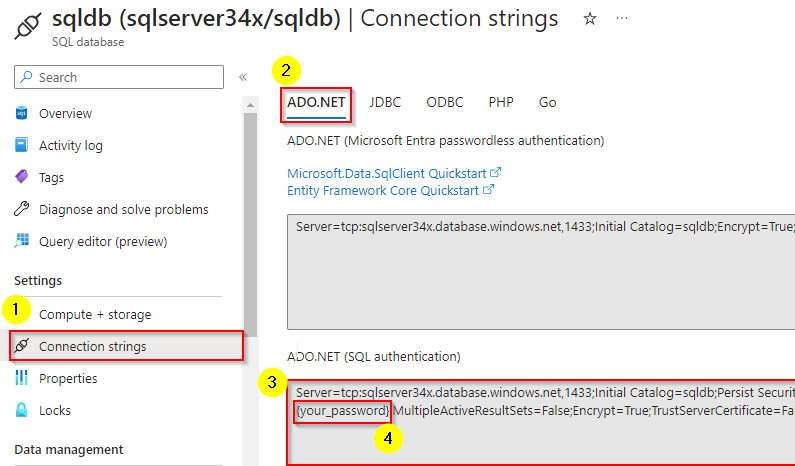 sqldb (sqlserver34x/sqldb) | Connection strings ☆ ...
SQL database
Search «
Overview
Activity log
Tags
Diagnose and solve problems
Query editor (preview)
Settings
1
Compute + storage
Connection strings
Properties
Locks
Data management
2
ADO.NET JDBC ODBC PHP Go
ADO.NET (Microsoft Entra passwordless authentication)
Microsoft.Data.SqlClient Quickstart
Entity Framework Core Quickstart
Server=tcp:sqlserver34x.database.windows.net,1433;Initial Catalog=sqldb;Encrypt=True;
ADO.NET (SQL authentication)
3
Server=tcp:sqlserver34x.database.windows.net,1433;Initial Catalog=sqldb;Persist Securit
{your_password};MultipleActiveResultSets=False;Encrypt=True;TrustServerCertificate=Fa
4